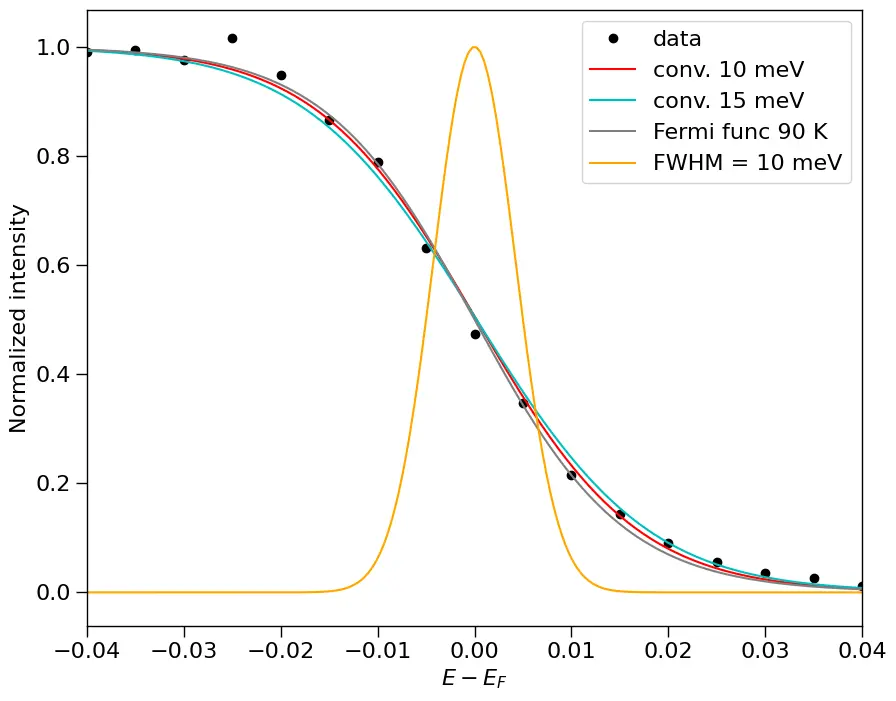 data
conv. 10 meV
conv. 15 meV
Fermi func 90 K
FWHM = 10 meV
Normalized intensity
1.0
0.8
0.6
0.4
0.2
0.0
−0.04 −0.03 −0.02 −0.01 0.00 0.01 0.02 0.03 0.04
E − E_F